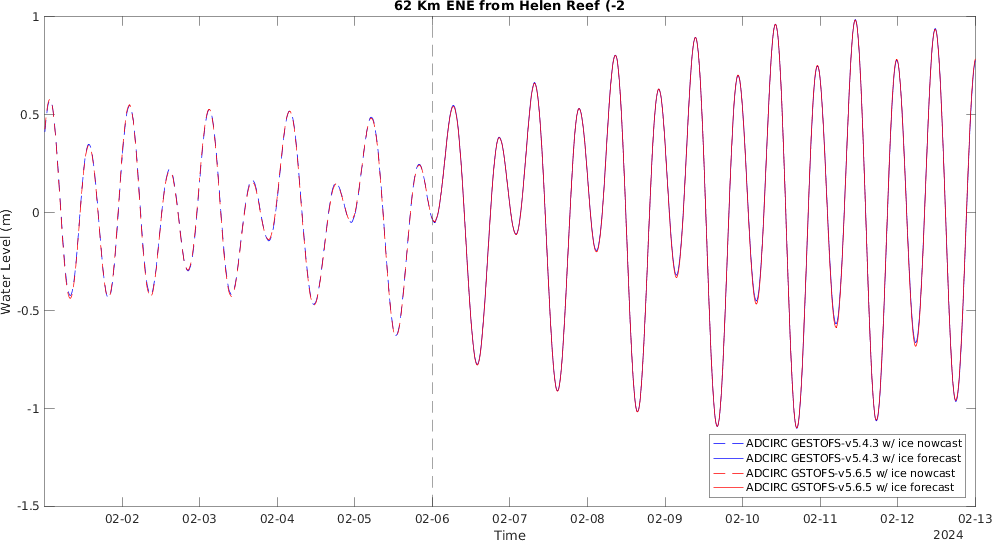 62 Km ENE from Helen Reef (-2
1
0.5
0
-0.5
-1
-1.5
Water Level (m)
02-02 02-03 02-04 02-05 02-06 02-07 02-08 02-09 02-10 02-11 02-12 02-13
Time
2024
ADCIRC GESTOFS-v5.4.3 w/ ice nowcast
ADCIRC GESTOFS-v5.4.3 w/ ice forecast
ADCIRC GSTOFS-v5.6.5 w/ ice nowcast
ADCIRC GSTOFS-v5.6.5 w/ ice forecast